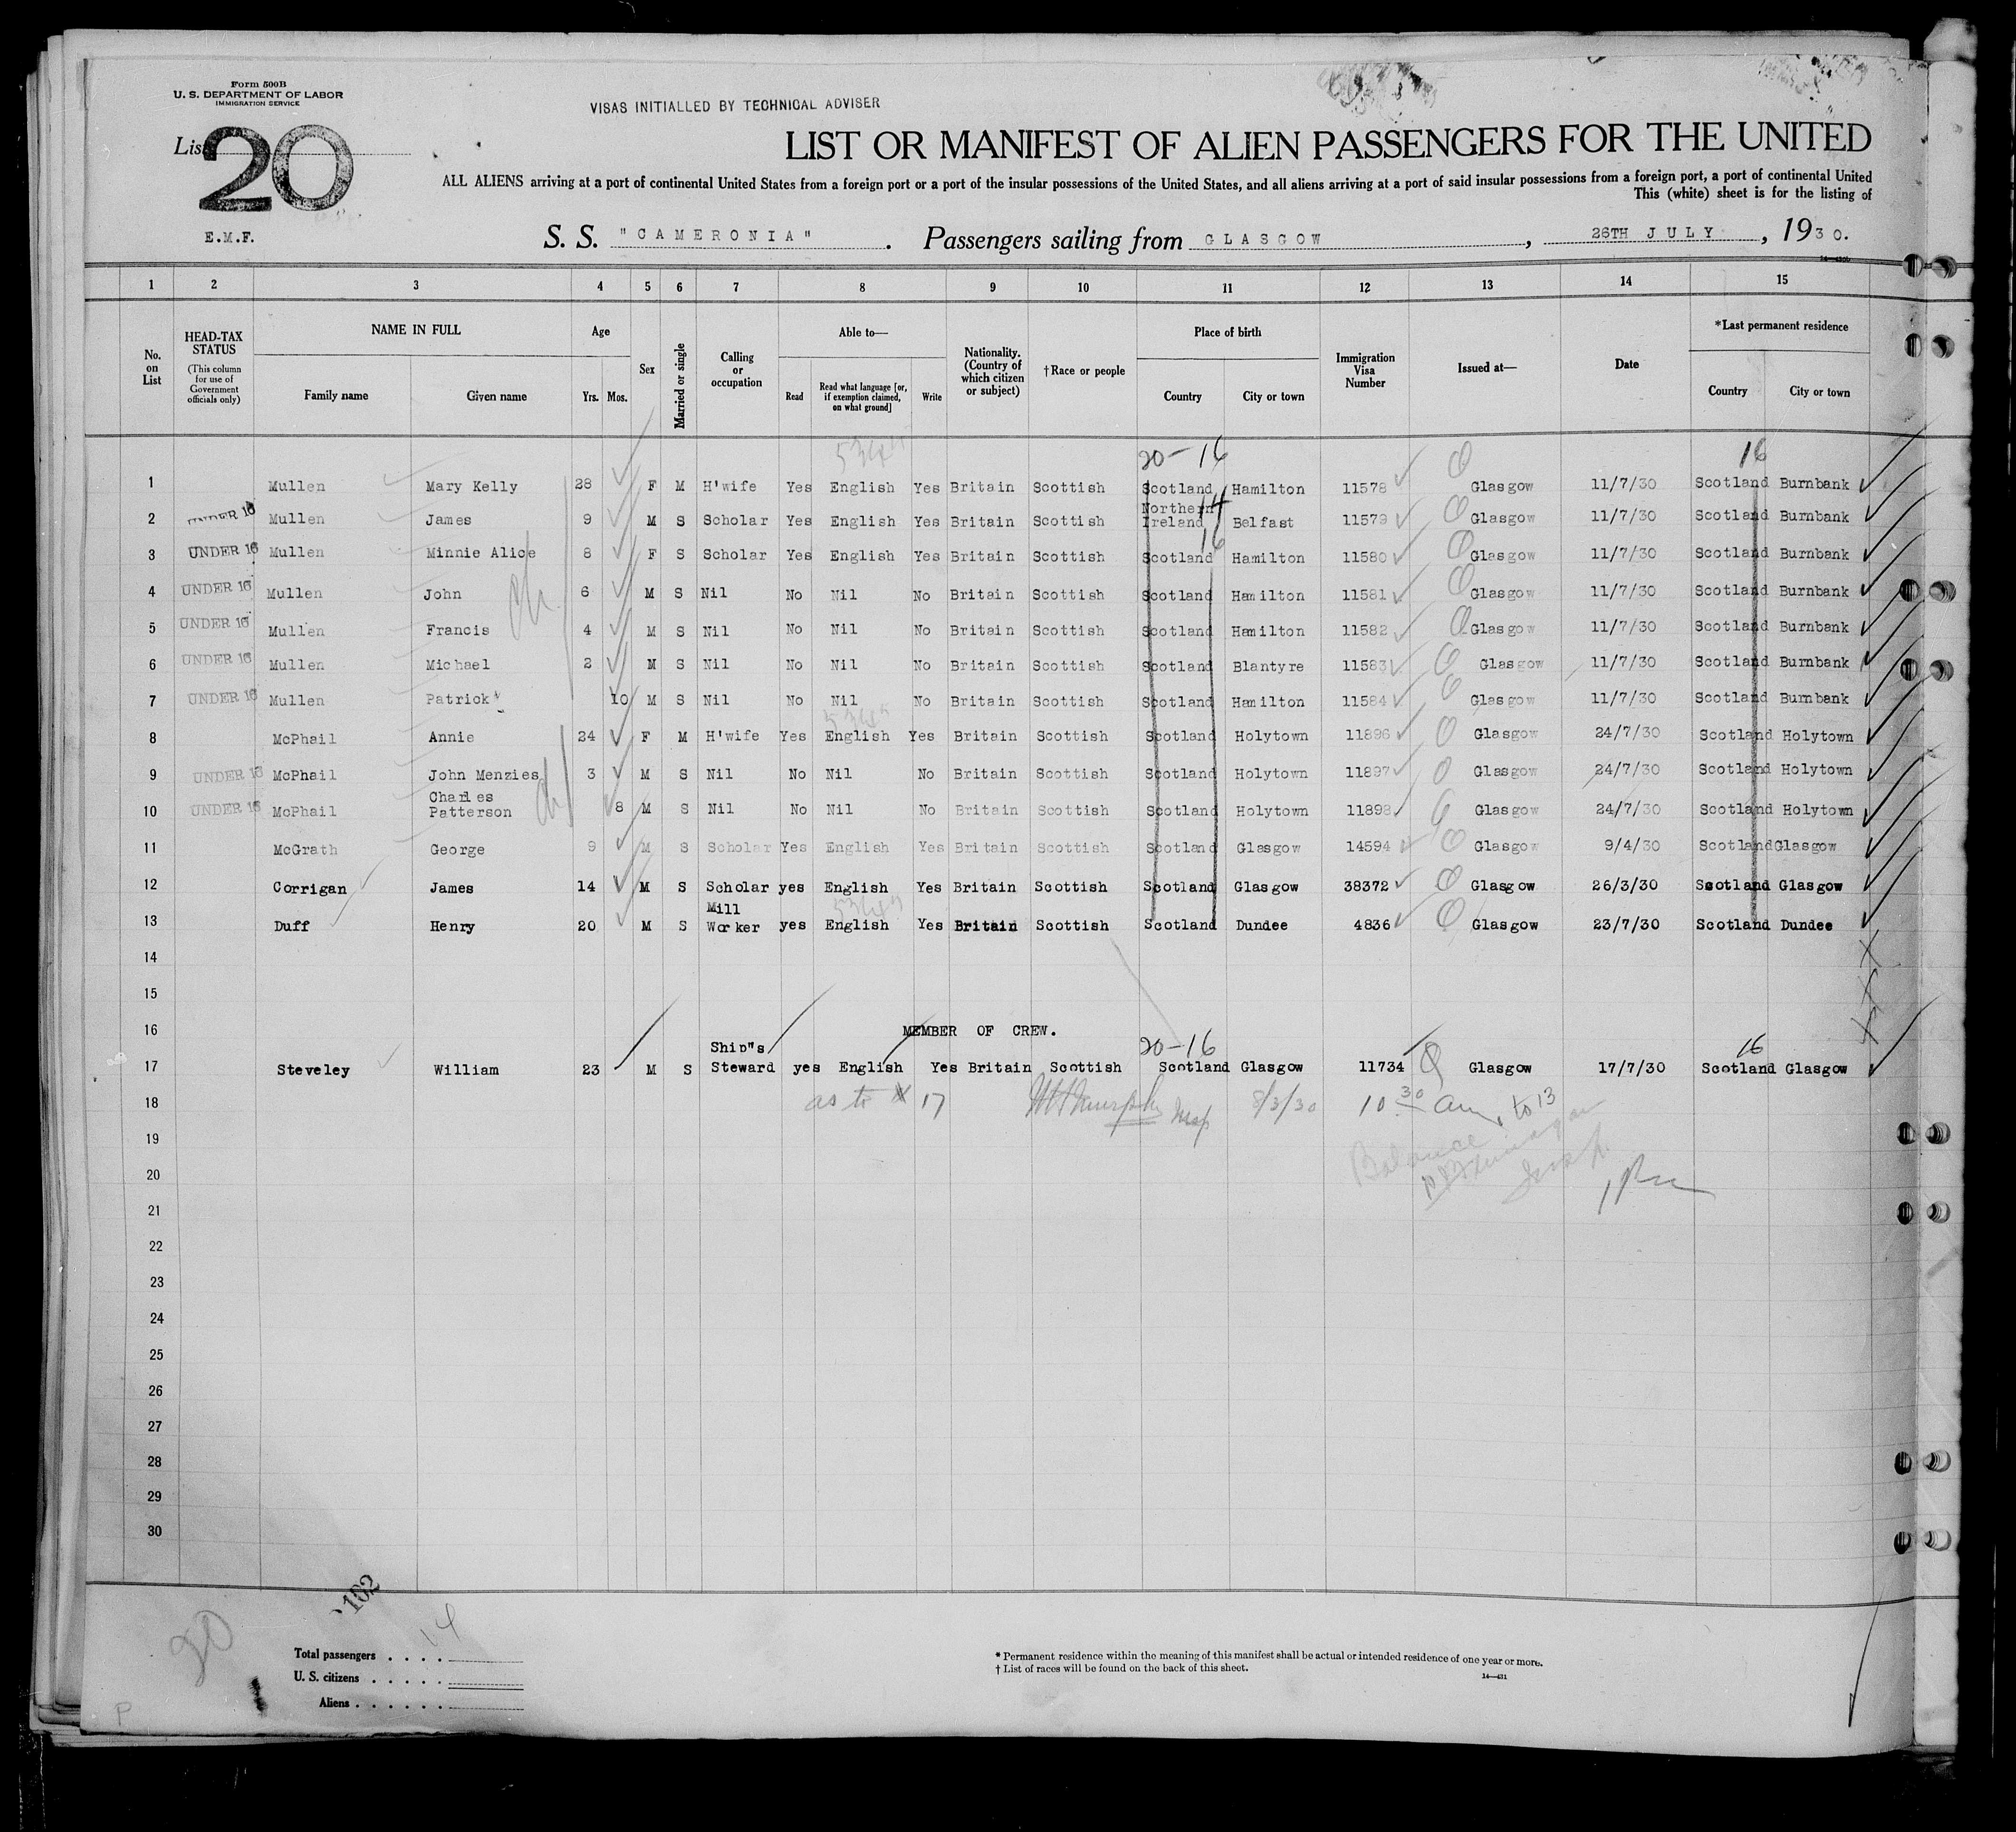 Form 500B
U. S. DEPARTMENT OF LABOR
IMMIGRATION SERVICE
VISAS INITIALLED BY TECHNICAL ADVISER
List 20
LIST OR MANIFEST OF ALIEN PASSENGERS FOR THE UNITED
ALL ALIENS arriving at a port of continental United States from a foreign port or a port of the insular possessions of the United States, and all aliens arriving at a port of said insular possessions from a foreign port, a port of continental United
This (white) sheet is for the listing of
E.M.F.
S. S. "CAMERONIA". Passengers sailing from GLASGOW, 26TH JULY, 1930.
1 2 3 4 5 6 7 8 9 10 11 12 13 14 15
No. on List
HEAD-TAX STATUS (This column for use of Government officials only)
NAME IN FULL Family name Given name
Age Yrs. Mos.
Sex
Married or single
Calling or occupation
Able to— Read Read what language [or, if exemption claimed, on what ground] Write
Nationality. (Country of which citizen or subject)
†Race or people
Place of birth Country City or town
Immigration Visa Number
Issued at—
Date
*Last permanent residence Country City or town
20-16 16
1 Mullen Mary Kelly 28 F M H'wife Yes English Yes Britain Scottish Scotland Hamilton 11578 Glasgow 11/7/30 Scotland Burnbank
2 UNDER 16 Mullen James 9 M S Scholar Yes English Yes Britain Scottish Northern Ireland 14 Belfast 11579 Glasgow 11/7/30 Scotland Burnbank
3 UNDER 16 Mullen Minnie Alice 8 F S Scholar Yes English Yes Britain Scottish Scotland 16 Hamilton 11580 Glasgow 11/7/30 Scotland Burnbank
4 UNDER 16 Mullen John 6 M S Nil No Nil No Britain Scottish Scotland Hamilton 11581 Glasgow 11/7/30 Scotland Burnbank
5 UNDER 16 Mullen Francis 4 M S Nil No Nil No Britain Scottish Scotland Hamilton 11582 Glasgow 11/7/30 Scotland Burnbank
6 UNDER 16 Mullen Michael 2 M S Nil No Nil No Britain Scottish Scotland Blantyre 11583 Glasgow 11/7/30 Scotland Burnbank
7 UNDER 16 Mullen Patrick 10 M S Nil No Nil No Britain Scottish Scotland Hamilton 11584 Glasgow 11/7/30 Scotland Burnbank
8 McPhail Annie 24 F M H'wife Yes English Yes Britain Scottish Scotland Holytown 11896 Glasgow 24/7/30 Scotland Holytown
9 UNDER 16 McPhail John Menzies 3 M S Nil No Nil No Britain Scottish Scotland Holytown 11897 Glasgow 24/7/30 Scotland Holytown
10 UNDER 16 McPhail Charles Patterson 8 M S Nil No Nil No Britain Scottish Scotland Holytown 11898 Glasgow 24/7/30 Scotland Holytown
11 McGrath George 9 M S Scholar Yes English Yes Britain Scottish Scotland Glasgow 14594 Glasgow 9/4/30 Scotland Glasgow
12 Corrigan James 14 M S Scholar yes English Yes Britain Scottish Scotland Glasgow 38372 Glasgow 26/3/30 Scotland Glasgow
13 Duff Henry 20 M S Mill Worker yes English Yes Britain Scottish Scotland Dundee 4836 Glasgow 23/7/30 Scotland Dundee
14
15
16 MEMBER OF CREW.
20-16 16
17 Steveley William 23 M S Ship"s Steward yes English Yes Britain Scottish Scotland Glasgow 11734 Glasgow 17/7/30 Scotland Glasgow
18 as to 17 Insp 8/3/30 10 30 am, to 13
19 Balance
20
21
22
23
24
25
26
27
28
29
30
102
20
Total passengers . . . . 14
U. S. citizens . . . . .
Aliens . . . . . .
P
* Permanent residence within the meaning of this manifest shall be actual or intended residence of one year or more.
† List of races will be found on the back of this sheet.
14—431